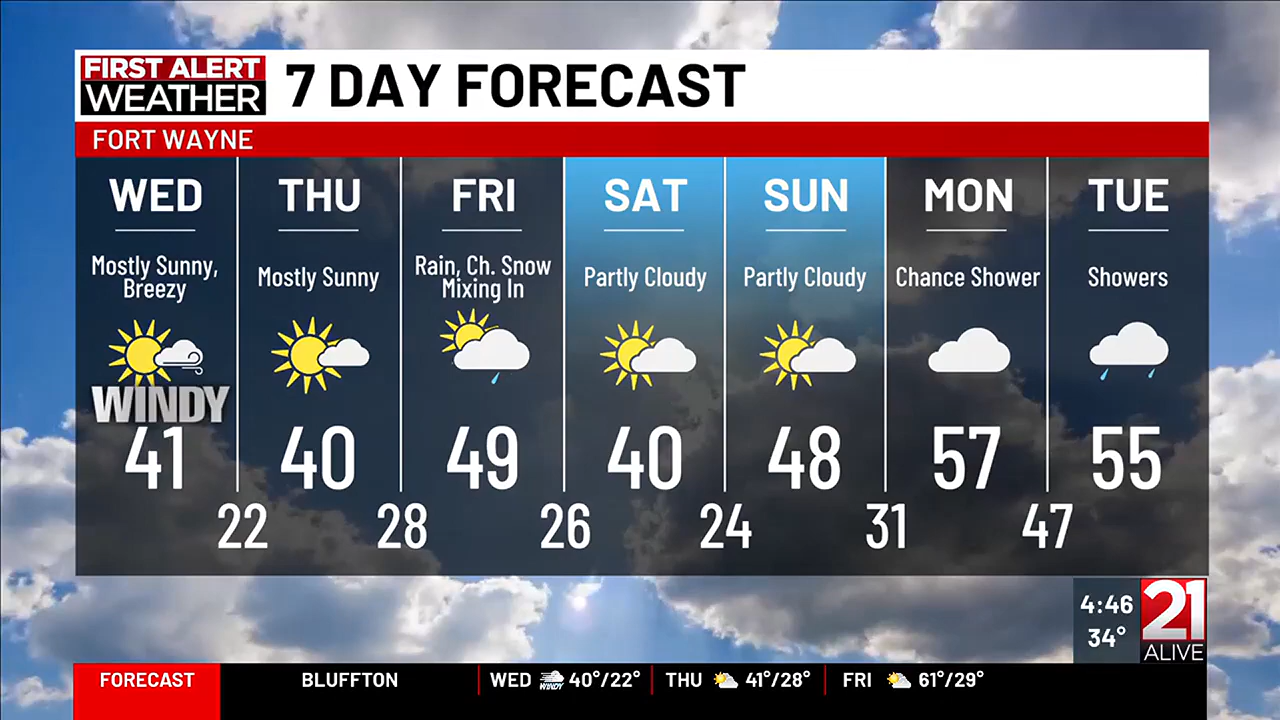 FIRST ALERT
WEATHER
7 DAY FORECAST
FORT WAYNE
WED
THU
FRI
SAT
SUN
MON
TUE
Mostly Sunny,
Breezy
Mostly Sunny
Rain, Ch. Snow
Mixing In
Partly Cloudy
Partly Cloudy
Chance Shower
Showers
WINDY
41
40
49
40
48
57
55
22
28
26
24
31
47
4:46
34°
21
ALIVE
FORECAST
BLUFFTON
WED WINDY 40°/22°
THU 41°/28°
FRI 61°/29°